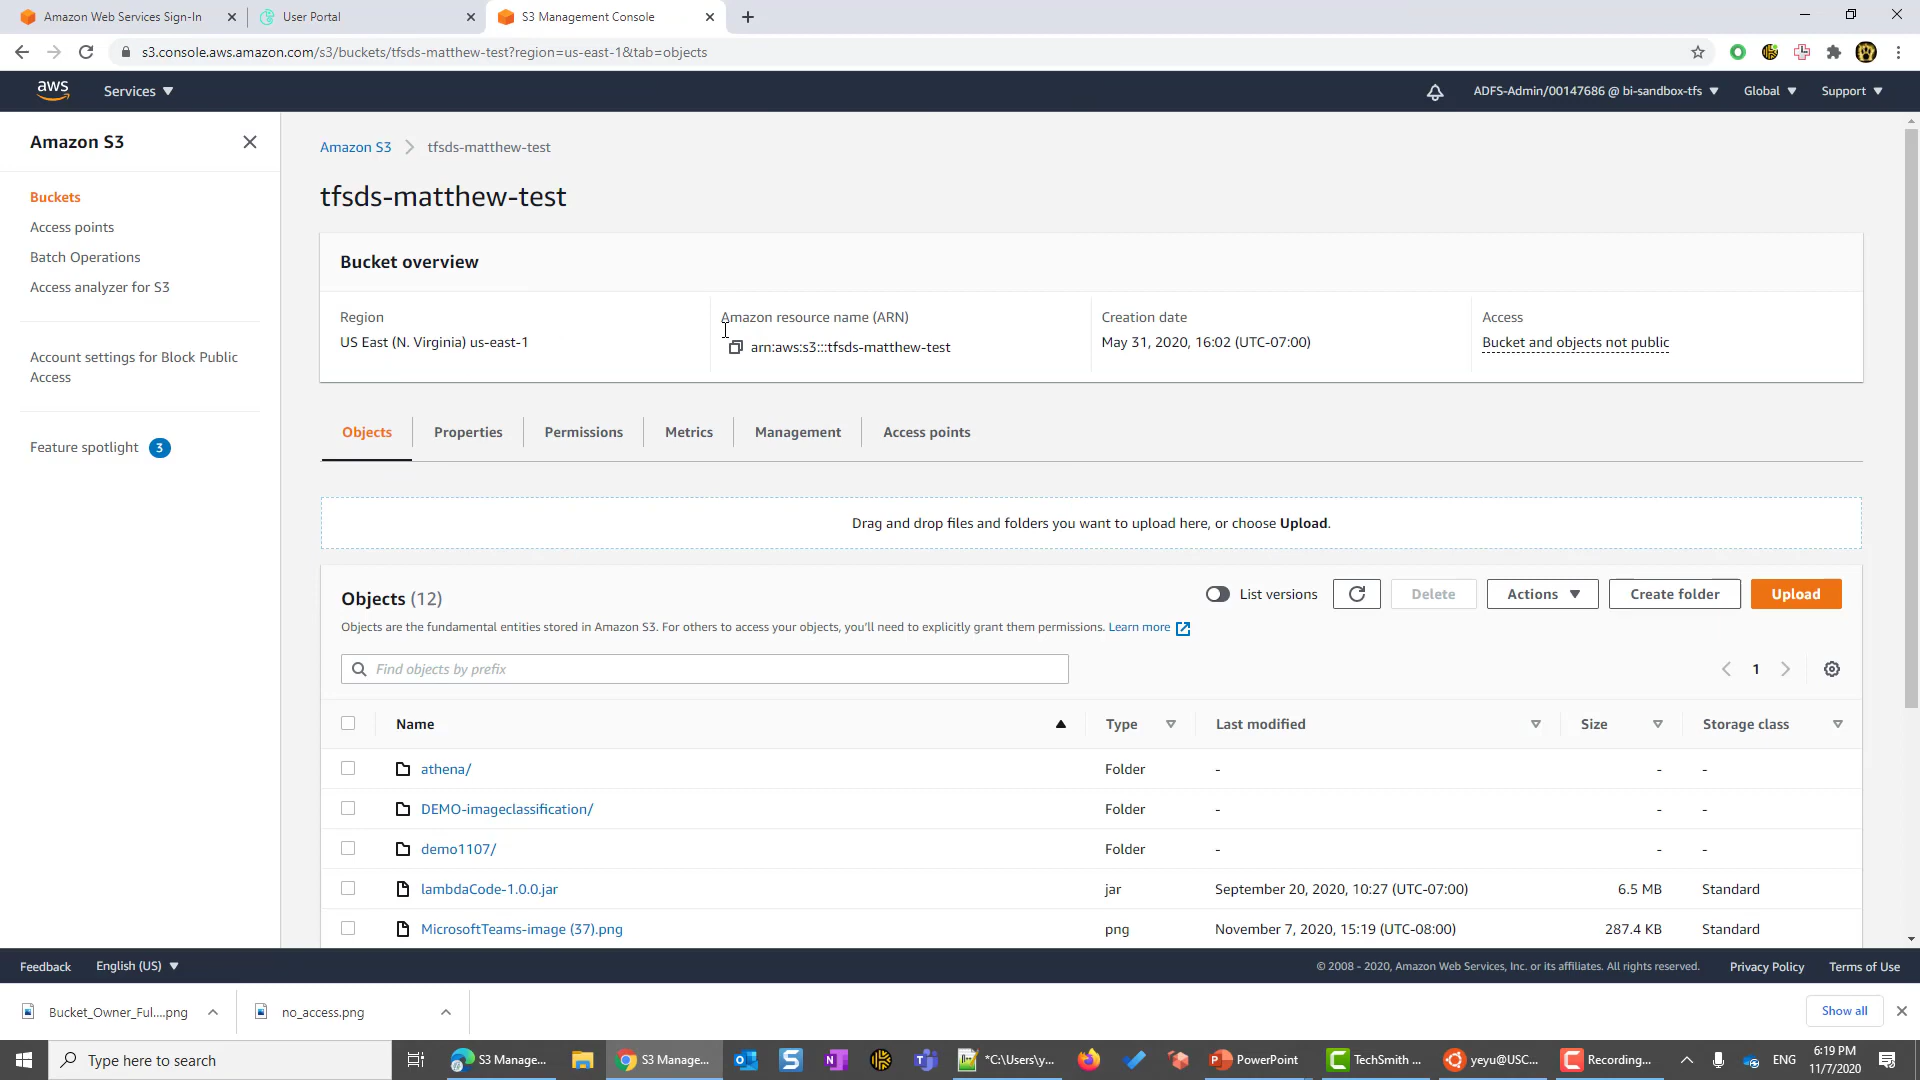 Amazon Web Services Sign-In
User Portal
S3 Management Console
s3.console.aws.amazon.com/s3/buckets/tfsds-matthew-test?region=us-east-1&tab=objects
aws
Services
ADFS-Admin/00147686 @ bi-sandbox-tfs
Global
Support
Amazon S3
Buckets
Access points
Batch Operations
Access analyzer for S3
Account settings for Block Public
Access
Feature spotlight 3
Amazon S3
tfsds-matthew-test
tfsds-matthew-test
Bucket overview
Region
US East (N. Virginia) us-east-1
Amazon resource name (ARN)
arn:aws:s3:::tfsds-matthew-test
Creation date
May 31, 2020, 16:02 (UTC-07:00)
Access
Bucket and objects not public
Objects
Properties
Permissions
Metrics
Management
Access points
Drag and drop files and folders you want to upload here, or choose Upload.
Objects (12)
List versions
Delete
Actions
Create folder
Upload
Objects are the fundamental entities stored in Amazon S3. For others to access your objects, you'll need to explicitly grant them permissions. Learn more
Find objects by prefix
1
Name Type Last modified Size Storage class
athena/ Folder - - -
DEMO-imageclassification/ Folder - - -
demo1107/ Folder - - -
lambdaCode-1.0.0.jar jar September 20, 2020, 10:27 (UTC-07:00) 6.5 MB Standard
MicrosoftTeams-image (37).png png November 7, 2020, 15:19 (UTC-08:00) 287.4 KB Standard
Feedback
English (US)
© 2008 - 2020, Amazon Web Services, Inc. or its affiliates. All rights reserved.
Privacy Policy
Terms of Use
Bucket_Owner_Ful....png
no_access.png
Show all
Type here to search
S3 Manage...
S3 Manage...
*C:\Users\y...
PowerPoint
TechSmith ...
yeyu@USC...
Recording...
ENG
6:19 PM
11/7/2020